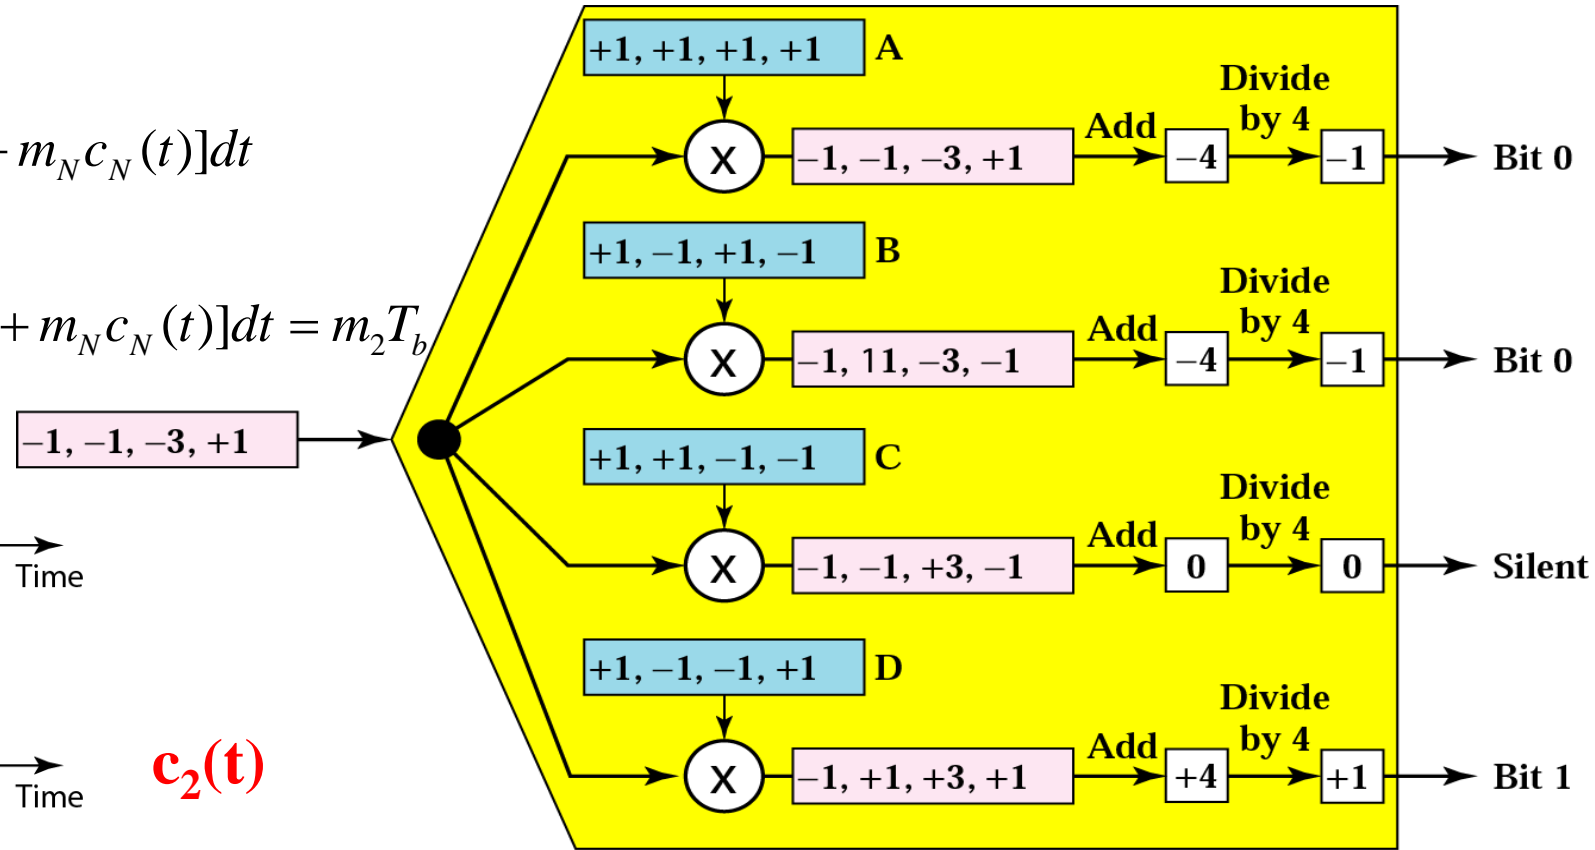 +1, +1, +1, +1 A
Divide
by 4
Add
- m_N c_N (t)]dt
X
−1, −1, −3, +1
−4
−1
Bit 0
+1, −1, +1, −1 B
Divide
by 4
Add
+ m_N c_N (t)]dt = m_2 T_b
X
−1, 11, −3, −1
−4
−1
Bit 0
−1, −1, −3, +1
+1, +1, −1, −1 C
Divide
by 4
Add
X
−1, −1, +3, −1
0
0
Silent
Time
+1, −1, −1, +1 D
Divide
by 4
Add
c_2(t)
X
−1, +1, +3, +1
+4
+1
Bit 1
Time